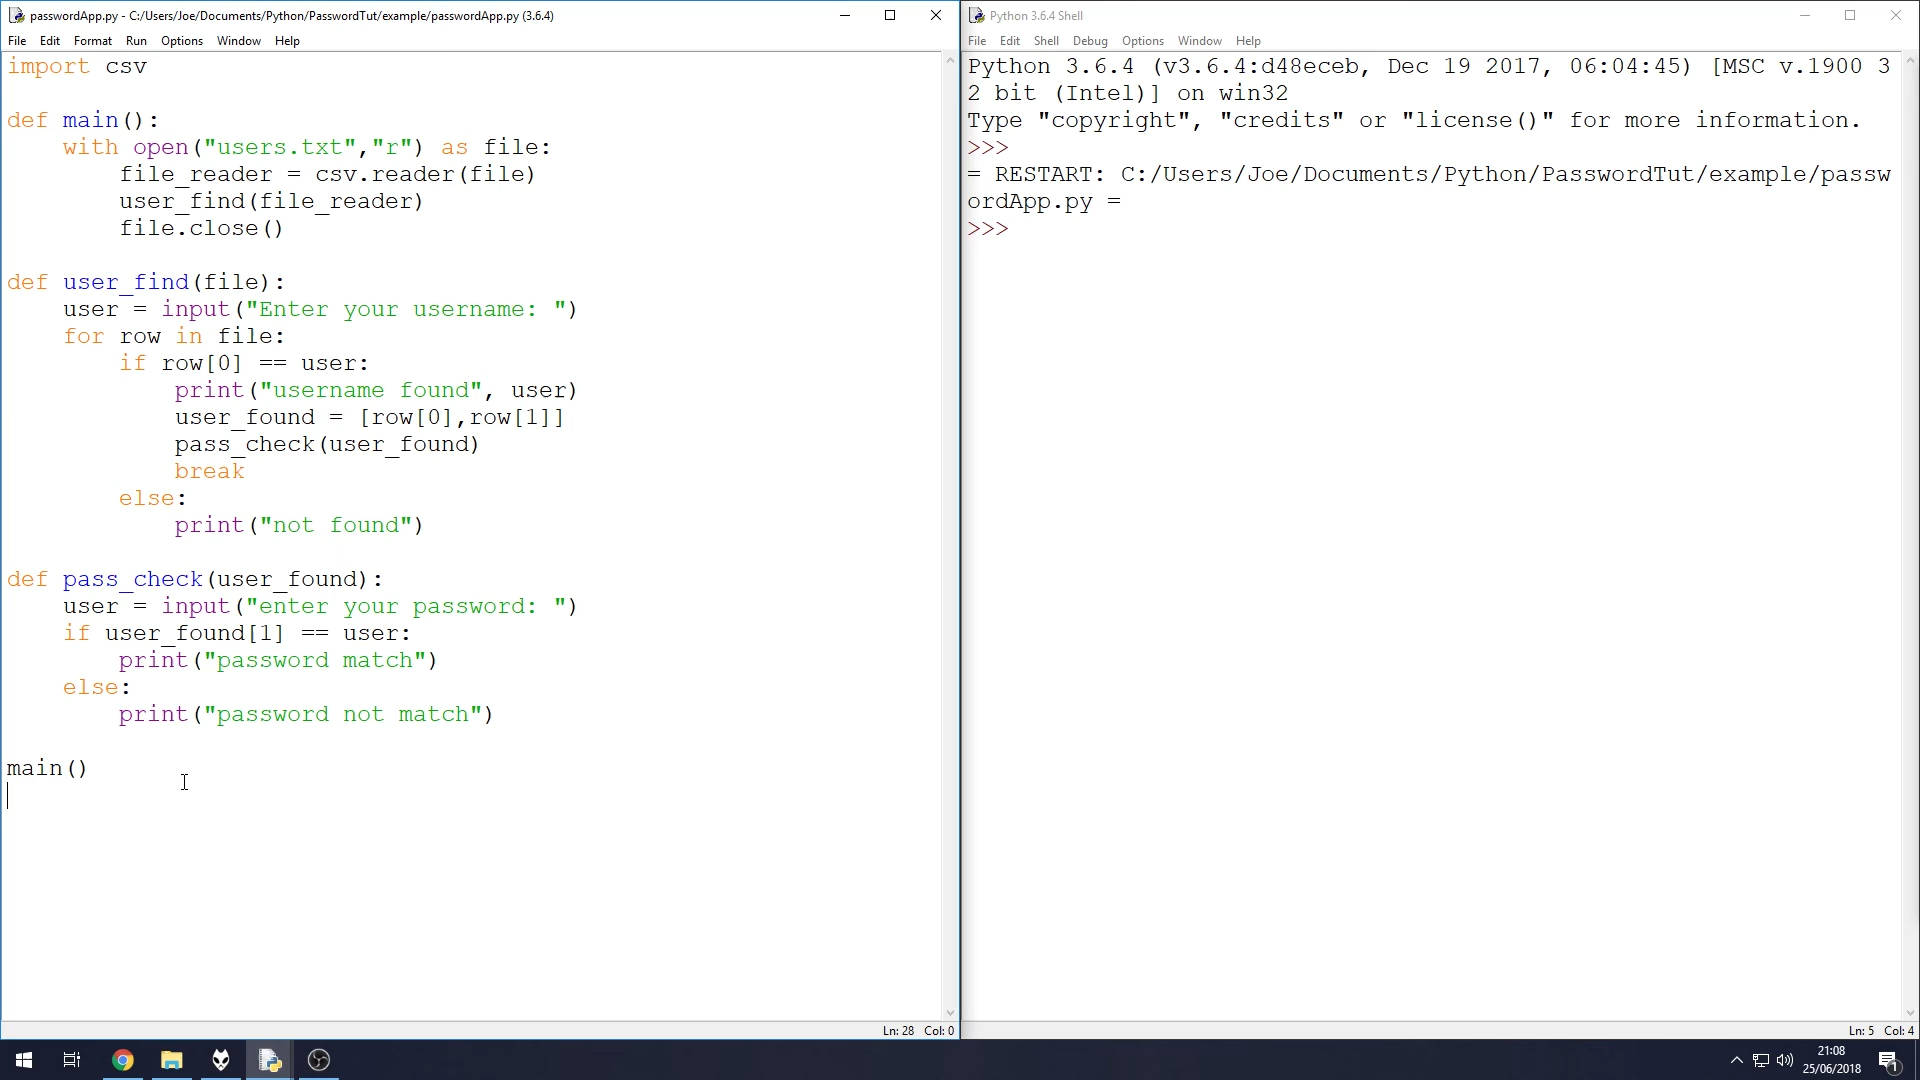 passwordApp.py - C:/Users/Joe/Documents/Python/PasswordTut/example/passwordApp.py (3.6.4)
File Edit Format Run Options Window Help
import csv

def main():
    with open("users.txt","r") as file:
        file_reader = csv.reader(file)
        user_find(file_reader)
        file.close()

def user_find(file):
    user = input("Enter your username: ")
    for row in file:
        if row[0] == user:
            print("username found", user)
            user_found = [row[0],row[1]]
            pass_check(user_found)
            break
        else:
            print("not found")

def pass_check(user_found):
    user = input("enter your password: ")
    if user_found[1] == user:
        print("password match")
    else:
        print("password not match")

main()
Ln: 28 Col: 0
Python 3.6.4 Shell
File Edit Shell Debug Options Window Help
Python 3.6.4 (v3.6.4:d48eceb, Dec 19 2017, 06:04:45) [MSC v.1900 3
2 bit (Intel)] on win32
Type "copyright", "credits" or "license()" for more information.
>>>
= RESTART: C:/Users/Joe/Documents/Python/PasswordTut/example/passw
ordApp.py =
>>>
Ln: 5 Col: 4
21:08
25/06/2018
1